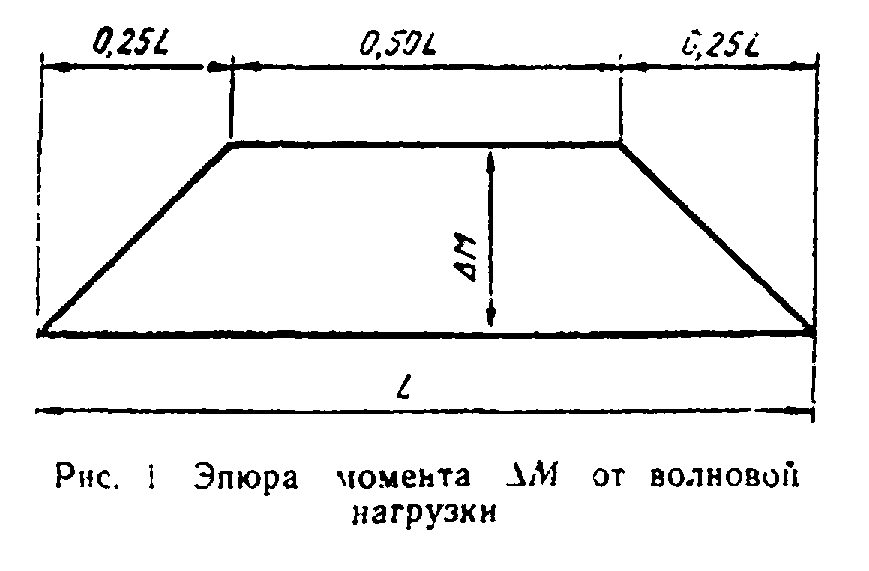 0,25L 0,50L 0,25L
ΔM
L
Рис. 1 Эпюра момента ΔM от волновой
нагрузки